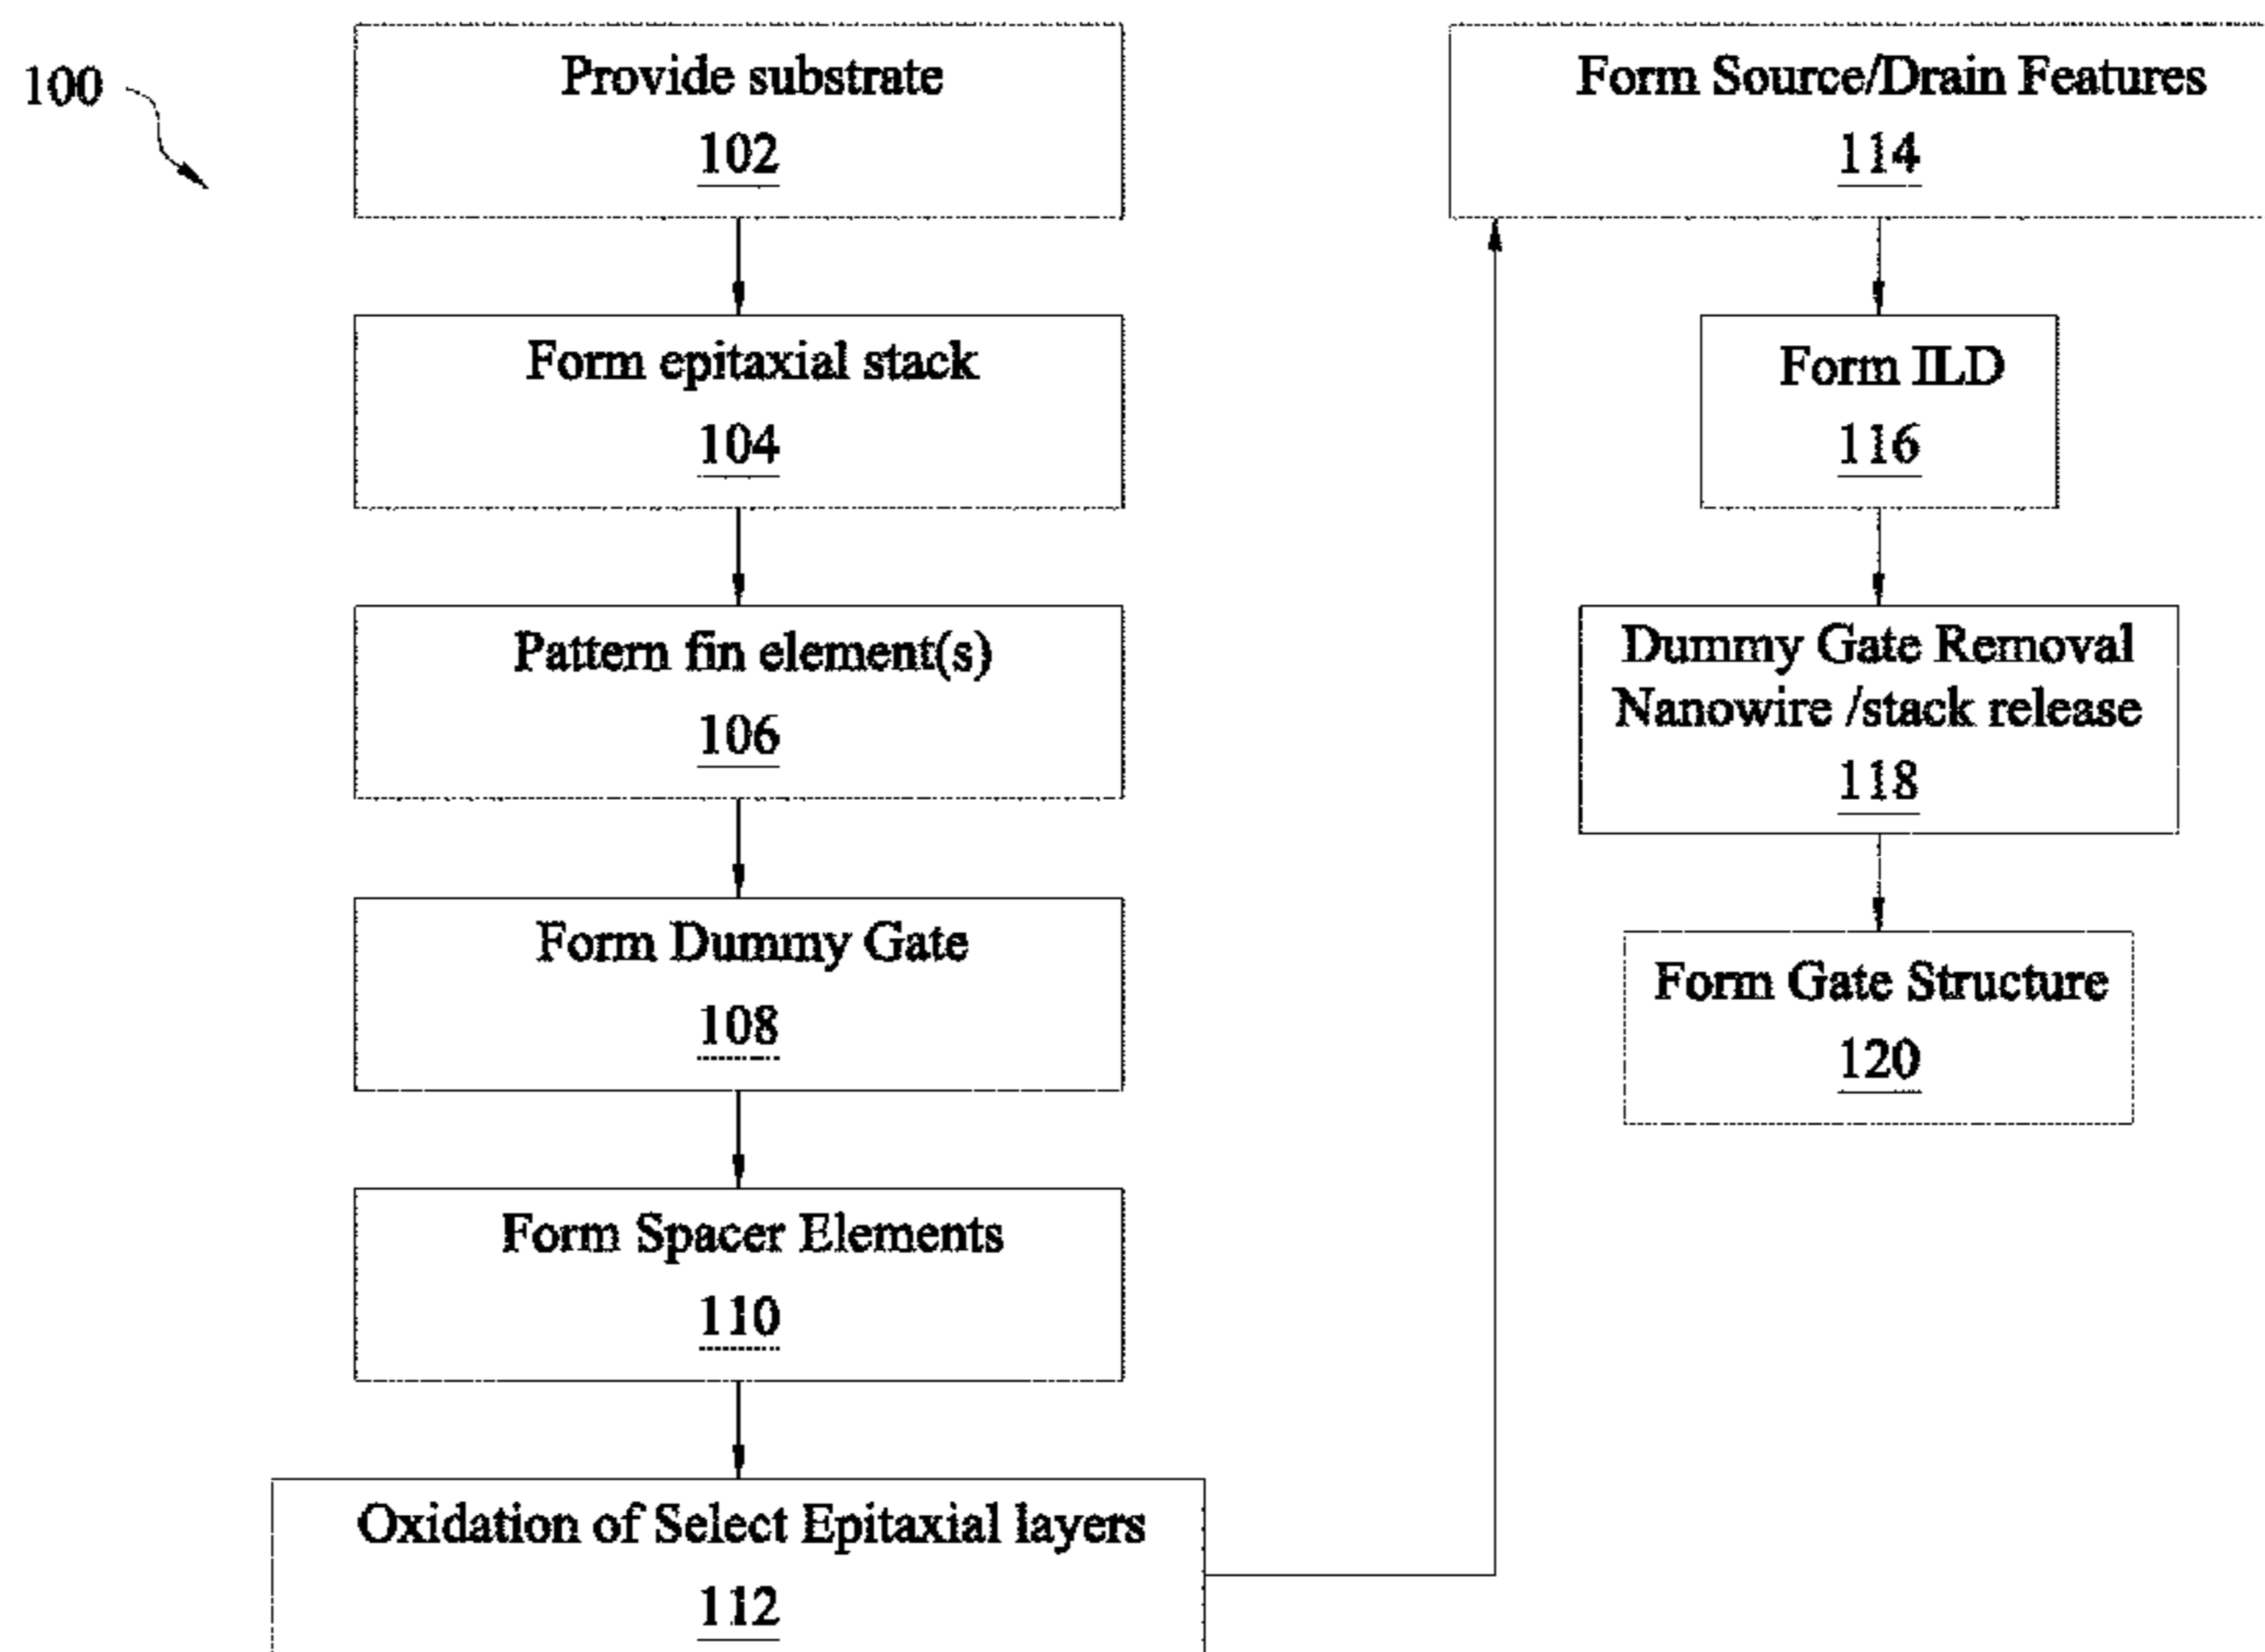 100
Provide substrate
102
Form epitaxial stack
104
Pattern fin element(s)
106
Form Dummy Gate
108
Form Spacer Elements
110
Oxidation of Select Epitaxial layers
112
Form Source/Drain Features
114
Form ILD
116
Dummy Gate Removal
Nanowire /stack release
118
Form Gate Structure
120